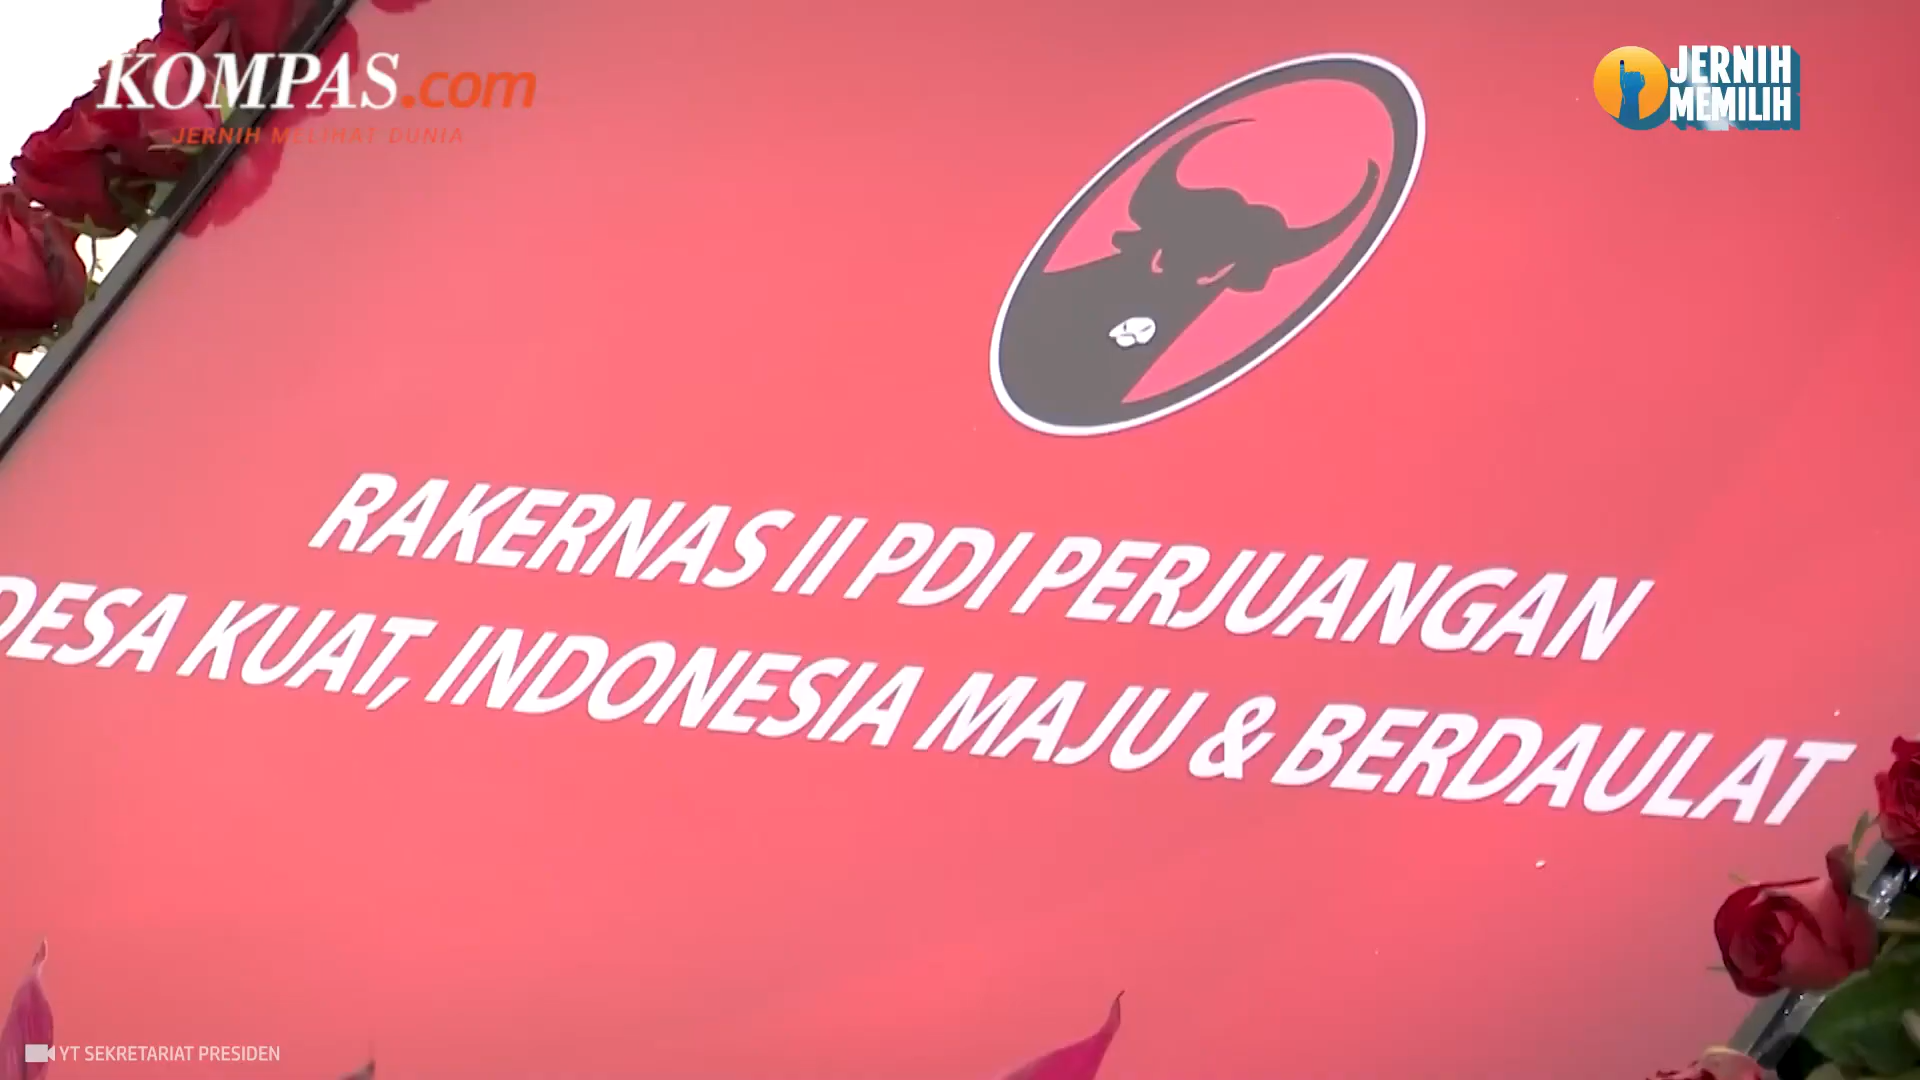 KOMPAS.com
JERNIH MELIHAT DUNIA
JERNIH
MEMILIH
RAKERNAS II PDI PERJUANGAN
DESA KUAT, INDONESIA MAJU & BERDAULAT
YT SEKRETARIAT PRESIDEN